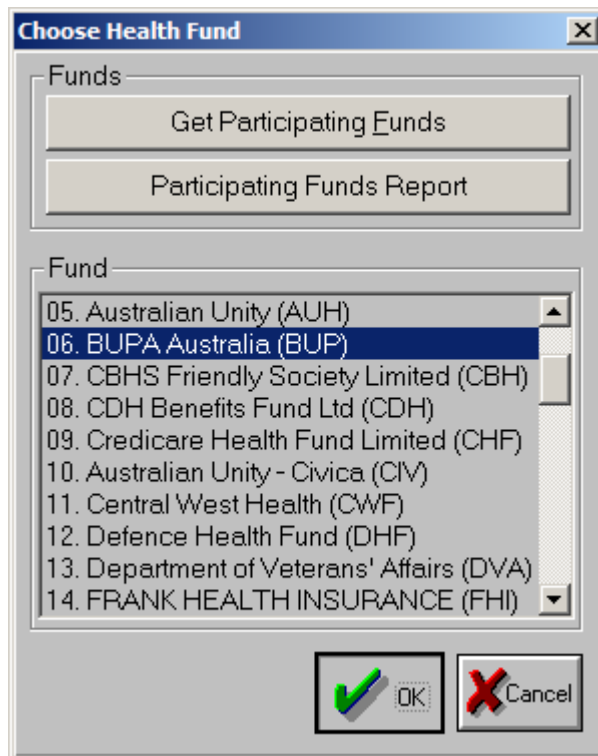 Choose Health Fund
Funds
Get Participating Funds
Participating Funds Report
Fund
05. Australian Unity (AUH)
06. BUPA Australia (BUP)
07. CBHS Friendly Society Limited (CBH)
08. CDH Benefits Fund Ltd (CDH)
09. Credicare Health Fund Limited (CHF)
10. Australian Unity - Civica (CIV)
11. Central West Health (CWF)
12. Defence Health Fund (DHF)
13. Department of Veterans' Affairs (DVA)
14. FRANK HEALTH INSURANCE (FHI)
OK
Cancel